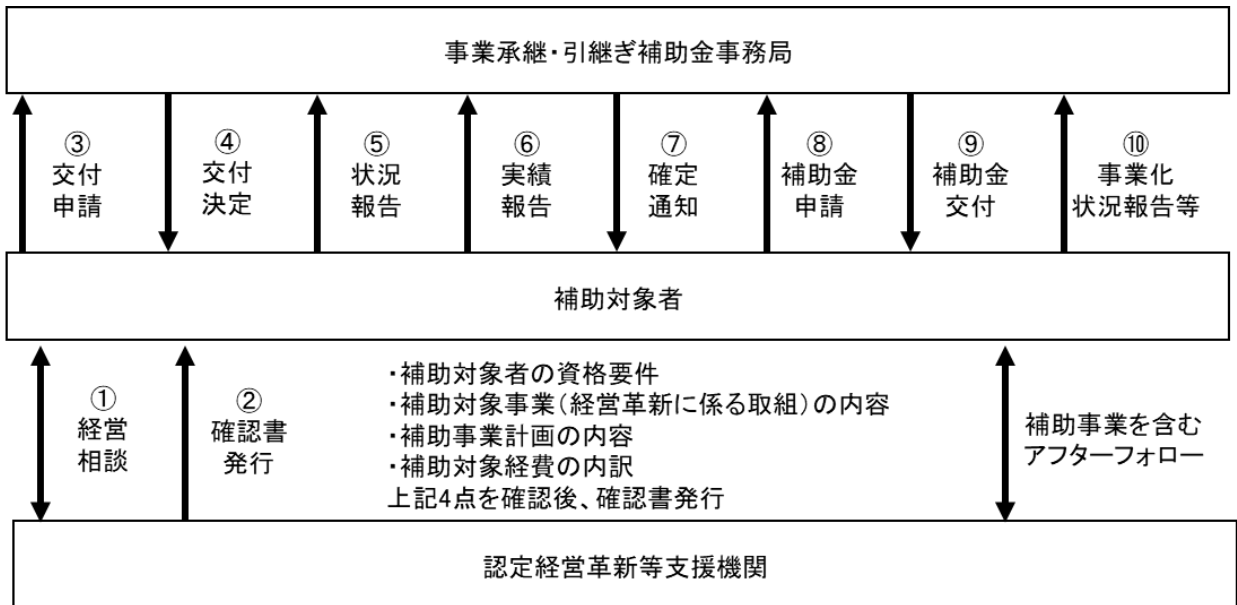 事業承継・引継ぎ補助金事務局
③
交付
申請
④
交付
決定
⑤
状況
報告
⑥
実績
報告
⑦
確定
通知
⑧
補助金
申請
⑨
補助金
交付
⑩
事業化
状況報告等
補助対象者
①
経営
相談
②
確認書
発行
・補助対象者の資格要件
・補助対象事業(経営革新に係る取組)の内容
・補助事業計画の内容
・補助対象経費の内訳
上記4点を確認後、確認書発行
補助事業を含む
アフターフォロー
認定経営革新等支援機関